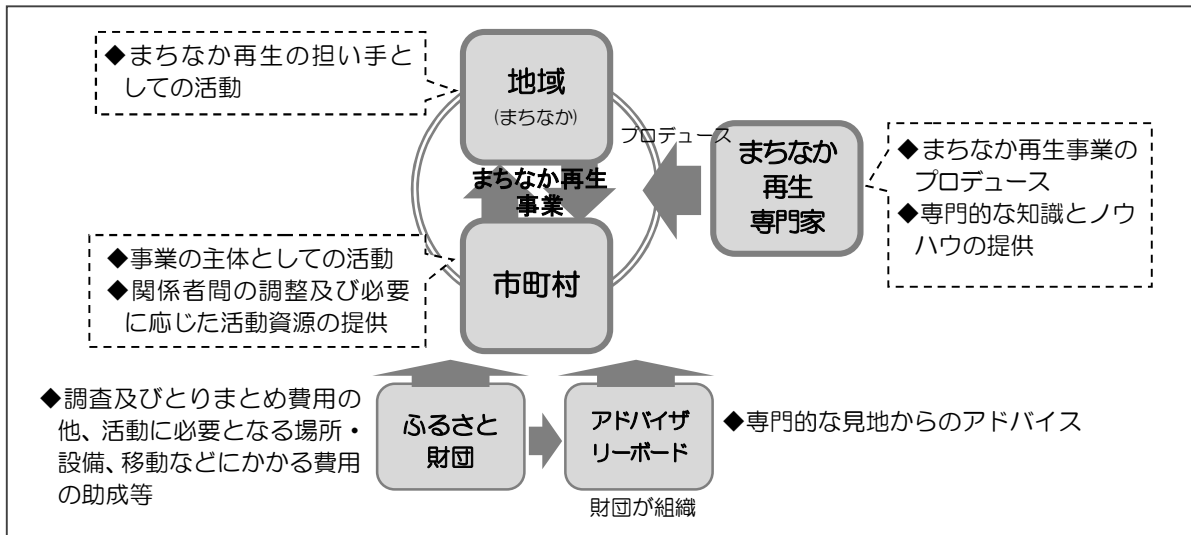 ◆まちなか再生の担い手と
しての活動
地域
(まちなか)
プロデュース
まちなか再生
事業
まちなか
再生
専門家
◆まちなか再生事業の
プロデュース
◆専門的な知識とノウ
ハウの提供
◆事業の主体としての活動
◆関係者間の調整及び必要
に応じた活動資源の提供
市町村
◆調査及びとりまとめ費用の
他、活動に必要となる場所・
設備、移動などにかかる費用
の助成等
ふるさと
財団
アドバイザ
リーボード
財団が組織
◆専門的な見地からのアドバイス